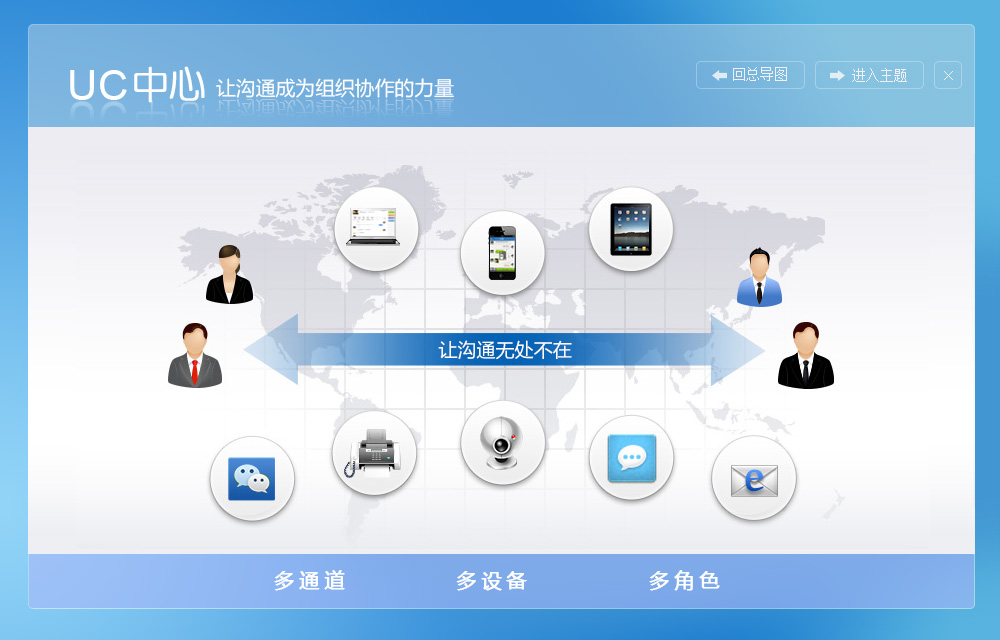 UC中心 让沟通成为组织协作的力量
回总导图
进入主题
让沟通无处不在
多通道
多设备
多角色